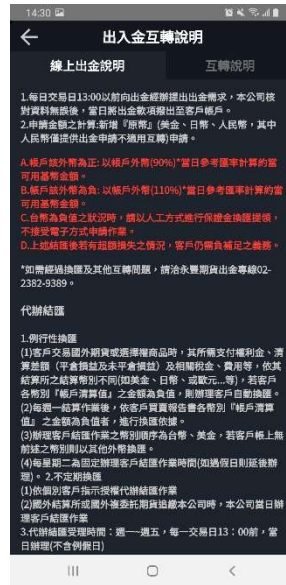 14:30
出入金互轉說明
線上出金說明
互轉說明
1.每日交易日13:00以前向出金經辦提出出金需求，本公司核
對資料無誤後，當日將出金款項撥出至客戶帳戶。
2.申請金額之計算:新增『原幣』(美金、日幣、人民幣，其中
人民幣僅提供出金申請不適用互轉)申請。
A.帳戶該外幣為正: 以帳戶外幣(90%)*當日參考匯率計算約當
可用基幣金額。
B.帳戶該外幣為負: 以帳戶外幣(110%)*當日參考匯率計算約當
可用基幣金額。
C.台幣為負值之狀況時，請以人工方式進行保證金換匯提領，
不接受電子方式申請作業。
D.上述結匯後若有超額損失之情況，客戶仍需負補足之義務。
*如需經過換匯及其他互轉問題，請洽永豐期貨出金專線02-
2382-9389。
代辦結匯
1.例行性換匯
(1)客戶交易國外期貨或選擇權商品時，其所需支付權利金、清
算差額（平倉損益及未平倉損益）及相關稅金、費用等，依其
結算所之結算幣別不同(如美金、日幣、或歐元...等)，若客戶
各幣別『帳戶清算值』之金額為負值，則辦理客戶自動換匯。
(2)每週一結算作業後，依客戶買賣報告書各幣別『帳戶清算
值』 之金額為負值者，進行換匯依據。
(3)辦理客戶結匯作業之幣別順序為台幣、美金，若客戶帳上無
前述之幣別則以其他外幣換匯。
(4)每星期二為固定辦理客戶結匯作業時間(如遇假日則延後辦
理)。 2.不定期換匯
(1)依個別客戶指示授權代辦結匯作業
(2)國外結算所或國外複委託期貨追繳本公司時，本公司當日辦
理客戶結匯作業
3.代辦結匯受理時間：週一~週五，每一交易日13：00前，當
日辦理(不含例假日)